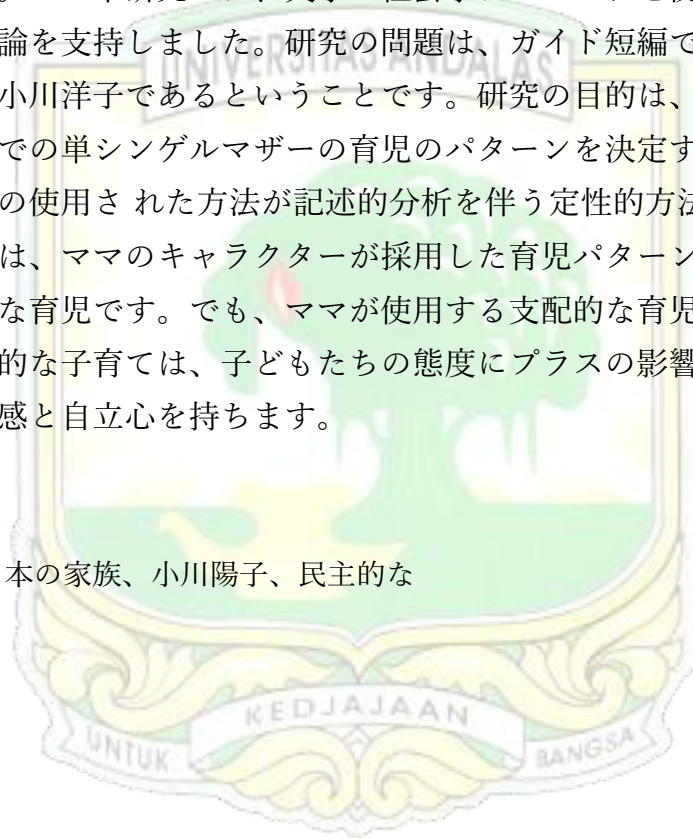 論を支持しました。研究の問題は、ガイド短編で
UNIVERSITAS ANDALAS
小川洋子であるということです。研究の目的は、
での単シンゲルマザーの育児のパターンを決定す
の使用さ れた方法が記述的分析を伴う定性的方法
は、ママのキャラクターが採用した育児パターン
な育児です。でも、ママが使用する支配的な育児
的な子育ては、子どもたちの態度にプラスの影響
感と自立心を持ちます。
本の家族、小川陽子、民主的な
UNTUK KEDJAJAAN BANGSA